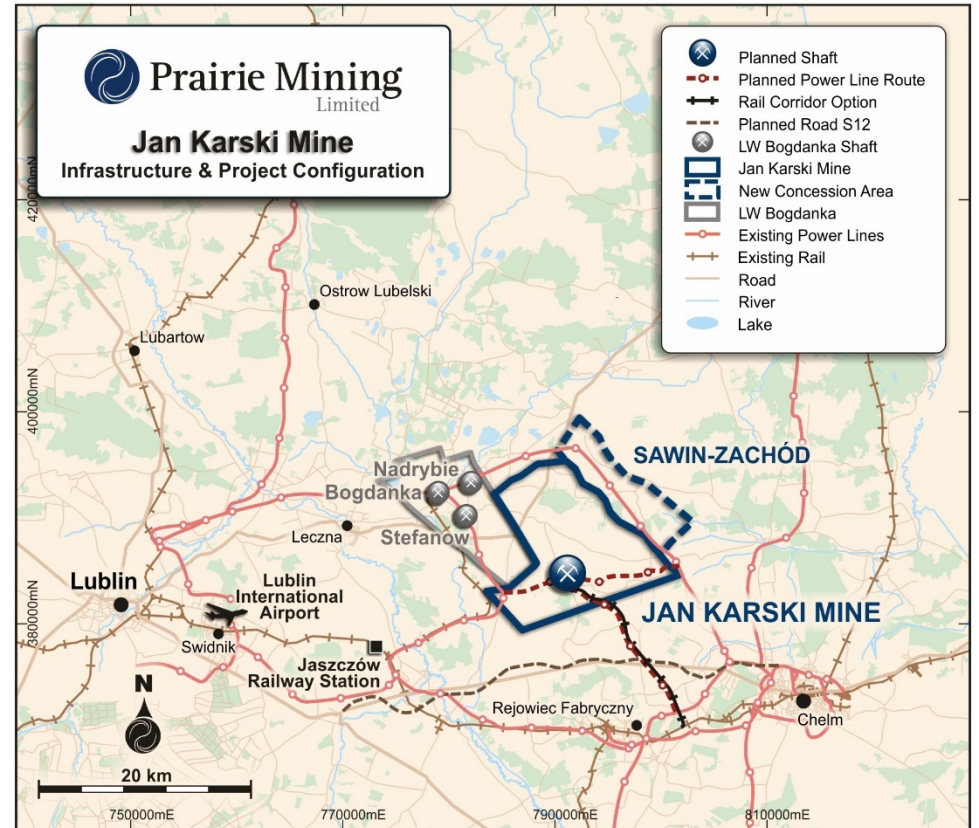 Prairie Mining
Limited
Jan Karski Mine
Infrastructure & Project Configuration
Planned Shaft
Planned Power Line Route
Rail Corridor Option
Planned Road S12
LW Bogdanka Shaft
Jan Karski Mine
New Concession Area
LW Bogdanka
Existing Power Lines
Existing Rail
Road
River
Lake
420000mN
Ostrow Lubelski
Lubartow
400000mN
SAWIN-ZACHÓD
Nadrybie
Bogdanka
Stefanów
Leczna
Lublin
Lublin
International
Airport
JAN KARSKI MINE
380000mN
Swidnik
Jaszczów
Railway Station
N
Rejowiec Fabryczny
Chelm
20 km
750000mE
770000mE
790000mE
810000mE